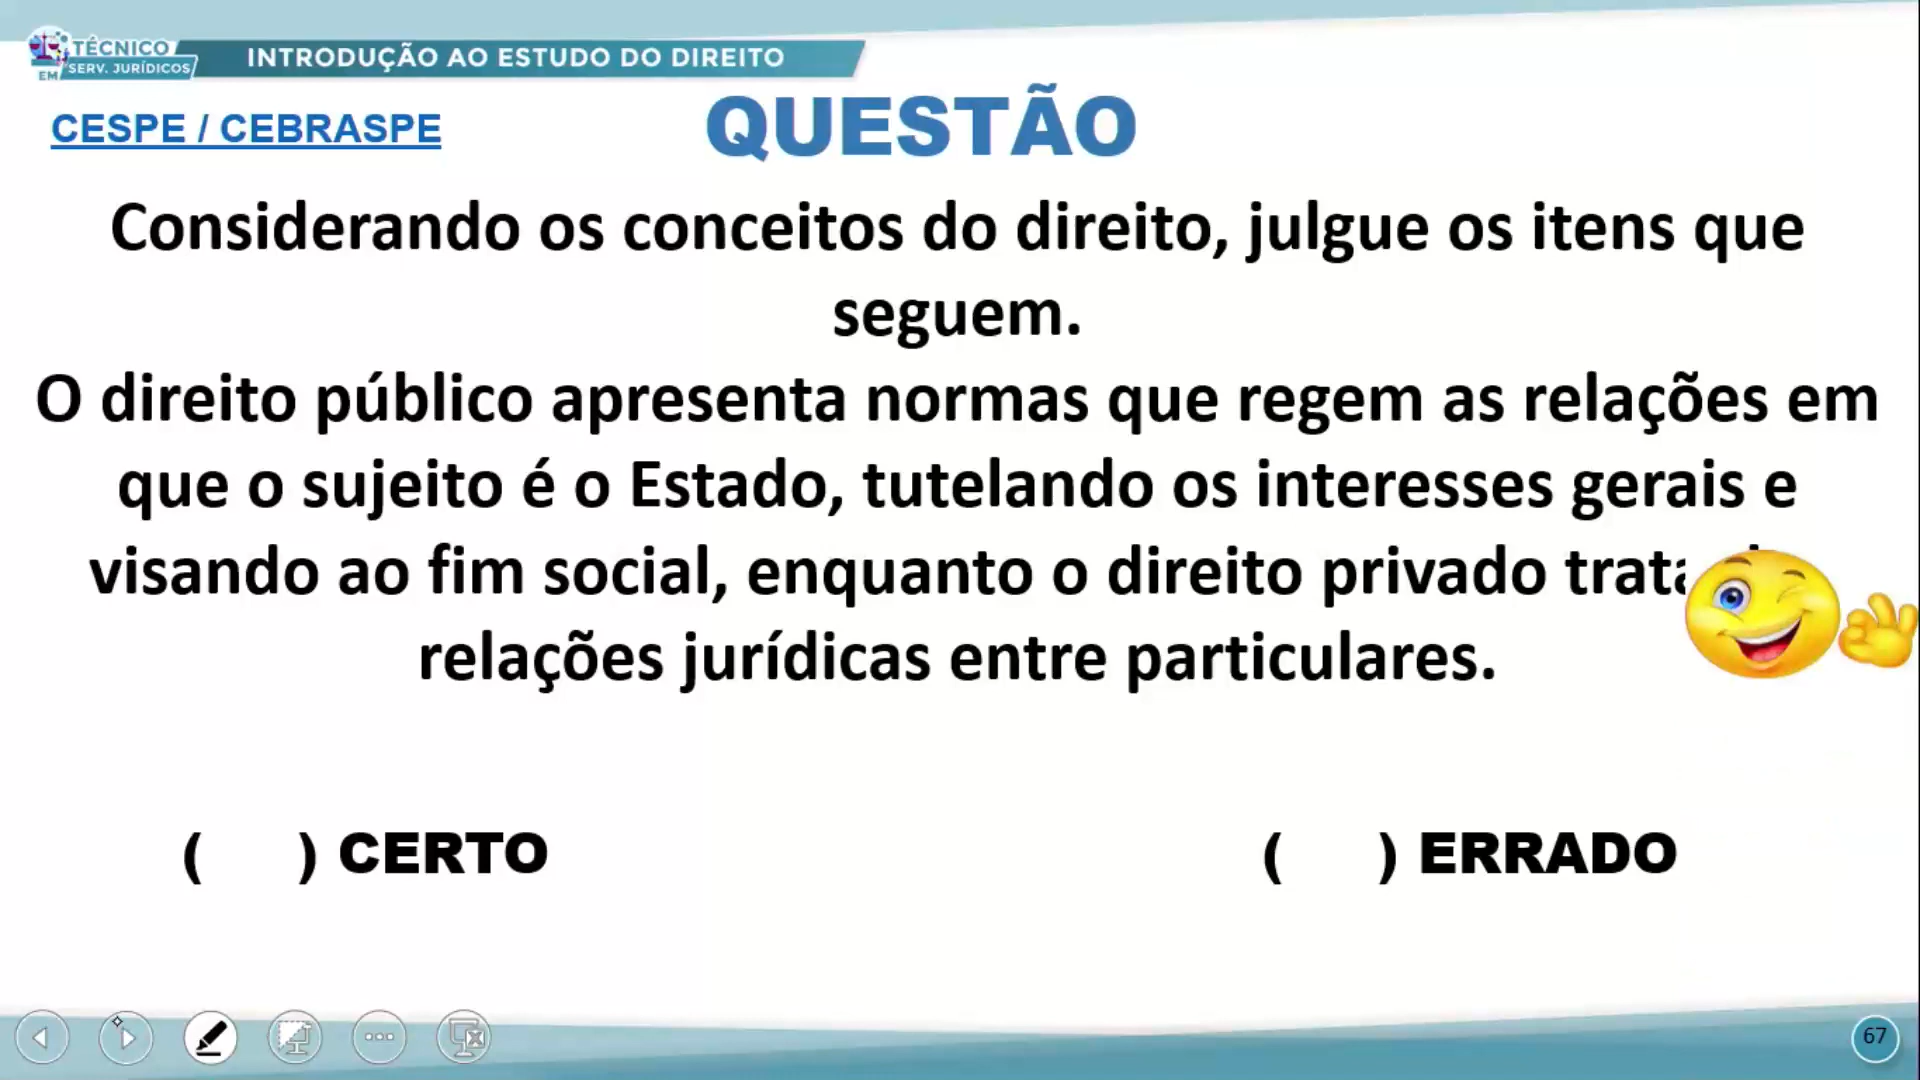 TÉCNICO
EM SERV. JURÍDICOS
INTRODUÇÃO AO ESTUDO DO DIREITO
CESPE / CEBRASPE
QUESTÃO
Considerando os conceitos do direito, julgue os itens que
seguem.
O direito público apresenta normas que regem as relações em
que o sujeito é o Estado, tutelando os interesses gerais e
visando ao fim social, enquanto o direito privado trata
relações jurídicas entre particulares.
( ) CERTO
( ) ERRADO
67